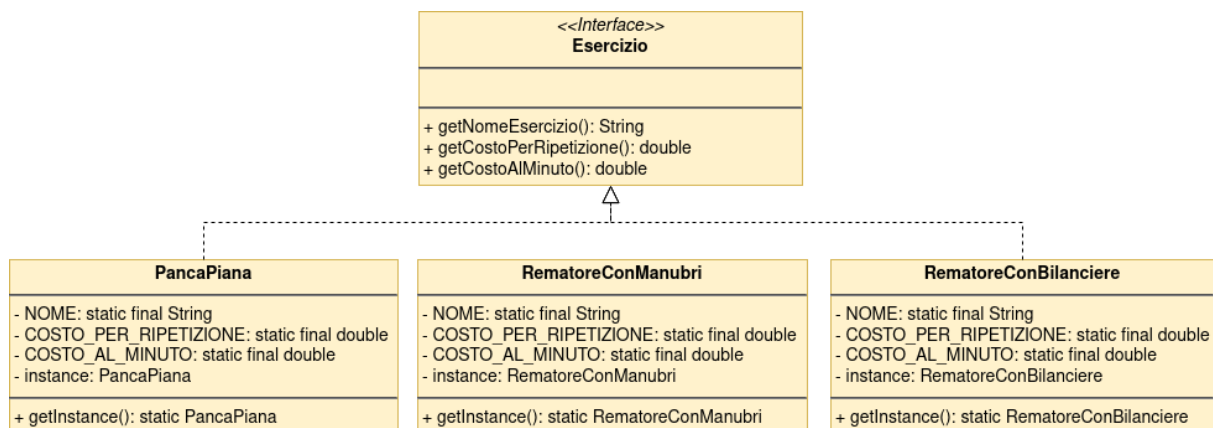 <<Interface>>
Esercizio
+ getNomeEsercizio(): String
+ getCostoPerRipetizione(): double
+ getCostoAlMinuto(): double
PancaPiana
- NOME: static final String
- COSTO_PER_RIPETIZIONE: static final double
- COSTO_AL_MINUTO: static final double
- instance: PancaPiana
+ getInstance(): static PancaPiana
RematoreConManubri
- NOME: static final String
- COSTO_PER_RIPETIZIONE: static final double
- COSTO_AL_MINUTO: static final double
- instance: RematoreConManubri
+ getInstance(): static RematoreConManubri
RematoreConBilanciere
- NOME: static final String
- COSTO_PER_RIPETIZIONE: static final double
- COSTO_AL_MINUTO: static final double
- instance: RematoreConBilanciere
+ getInstance(): static RematoreConBilanciere